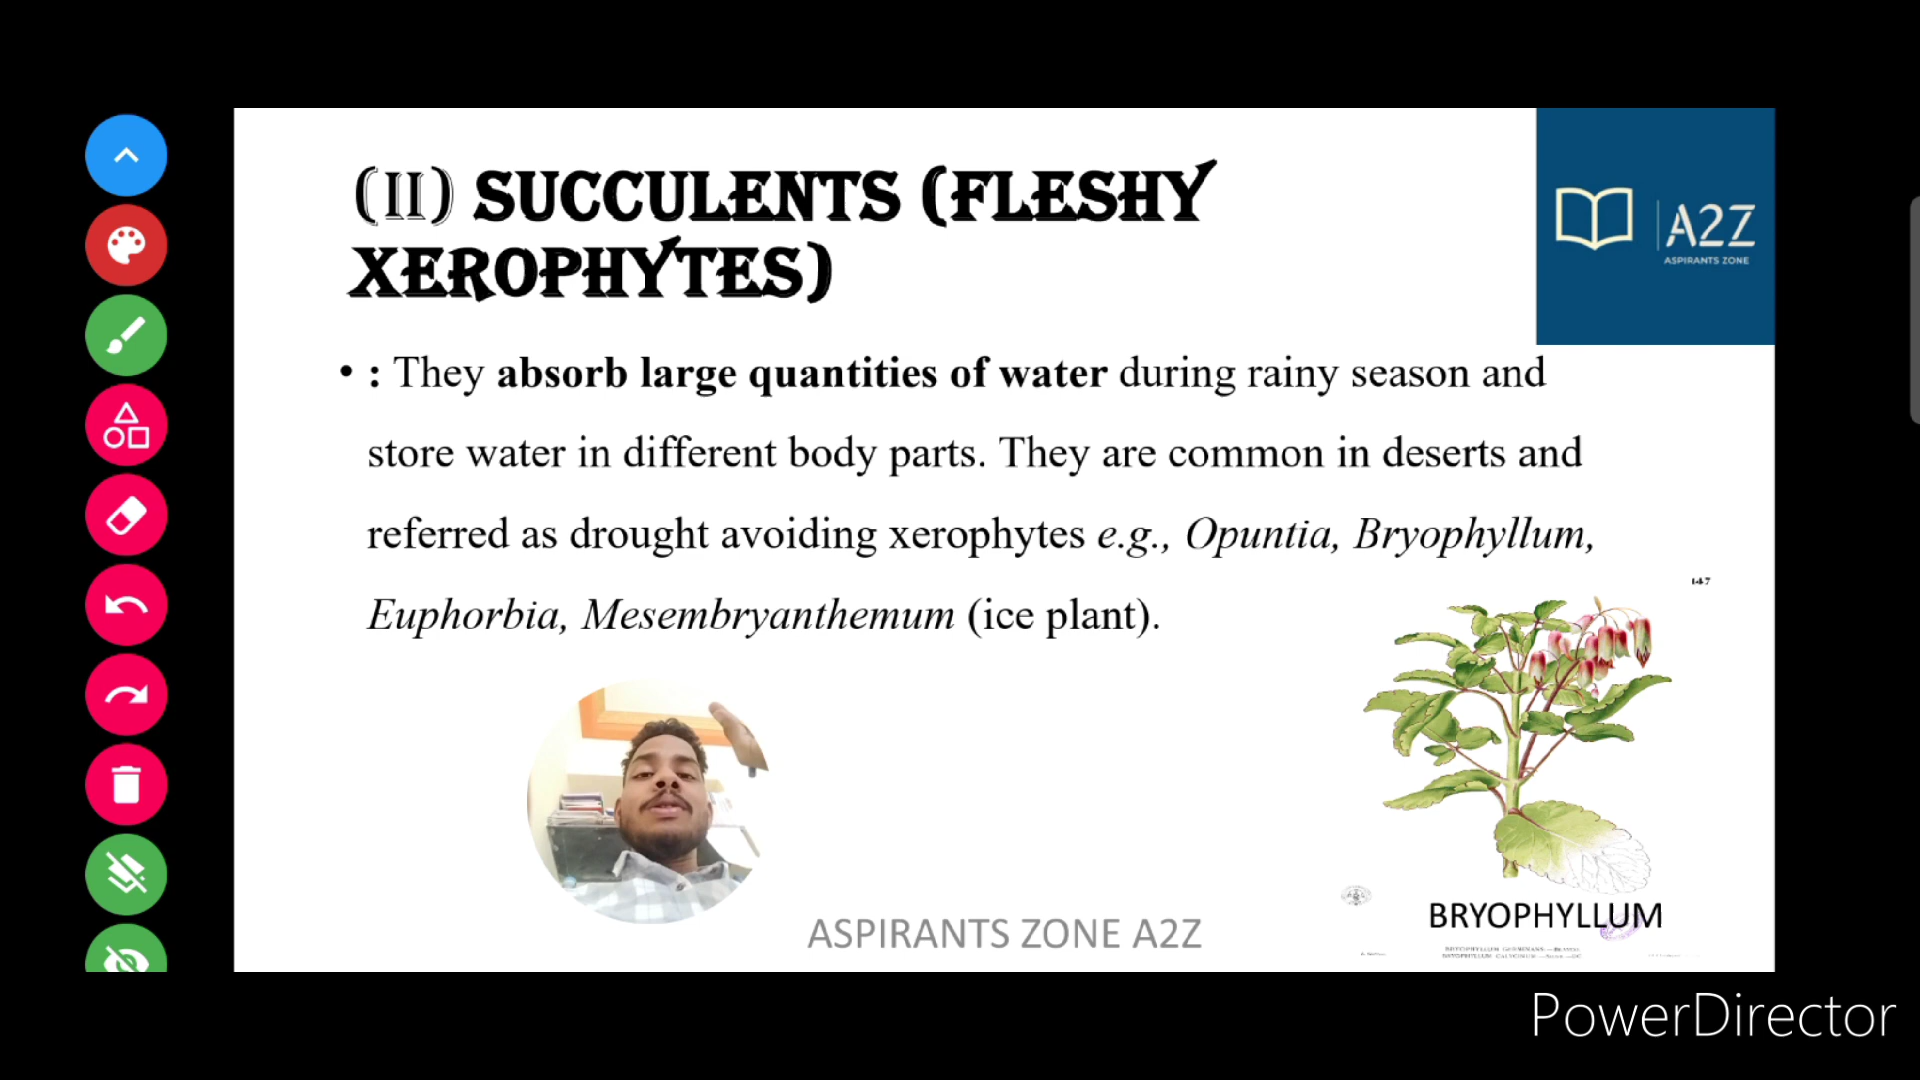 (II) SUCCULENTS (FLESHY
XEROPHYTES)
A2Z
ASPIRANTS ZONE
• : They absorb large quantities of water during rainy season and
store water in different body parts. They are common in deserts and
referred as drought avoiding xerophytes e.g., Opuntia, Bryophyllum,
Euphorbia, Mesembryanthemum (ice plant).
147
BRYOPHYLLUM
ASPIRANTS ZONE A2Z
PowerDirector